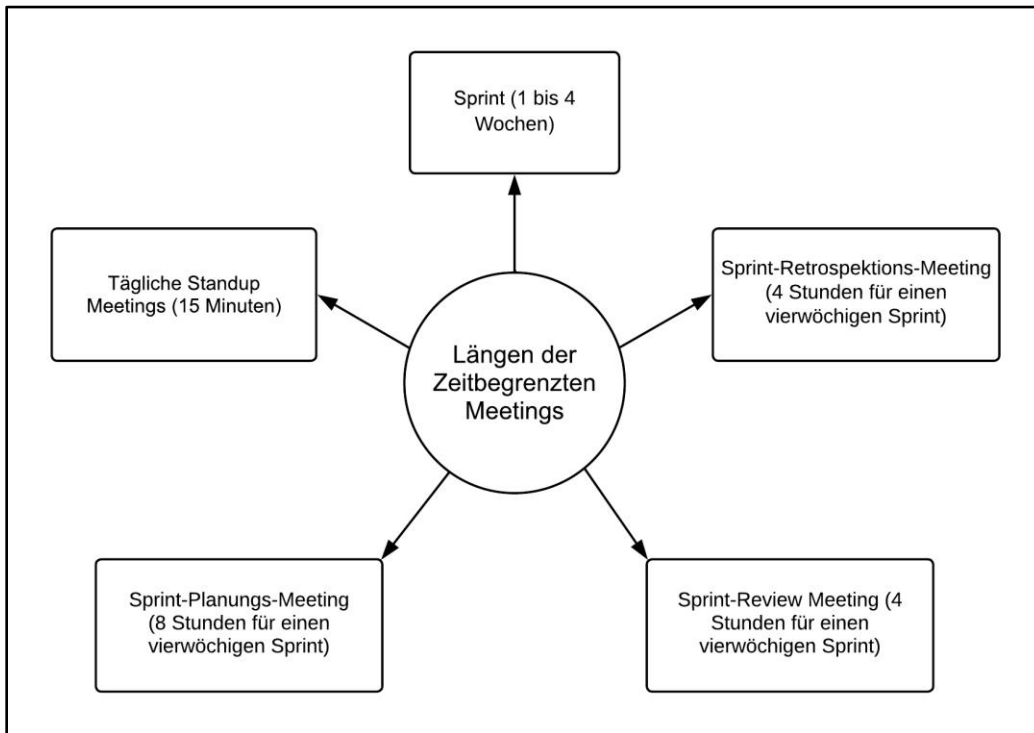 Sprint (1 bis 4
Wochen)
Tägliche Standup
Meetings (15 Minuten)
Sprint-Retrospektions-Meeting
(4 Stunden für einen
vierwöchigen Sprint)
Längen der
Zeitbegrenzten
Meetings
Sprint-Planungs-Meeting
(8 Stunden für einen
vierwöchigen Sprint)
Sprint-Review Meeting (4
Stunden für einen
vierwöchigen Sprint)